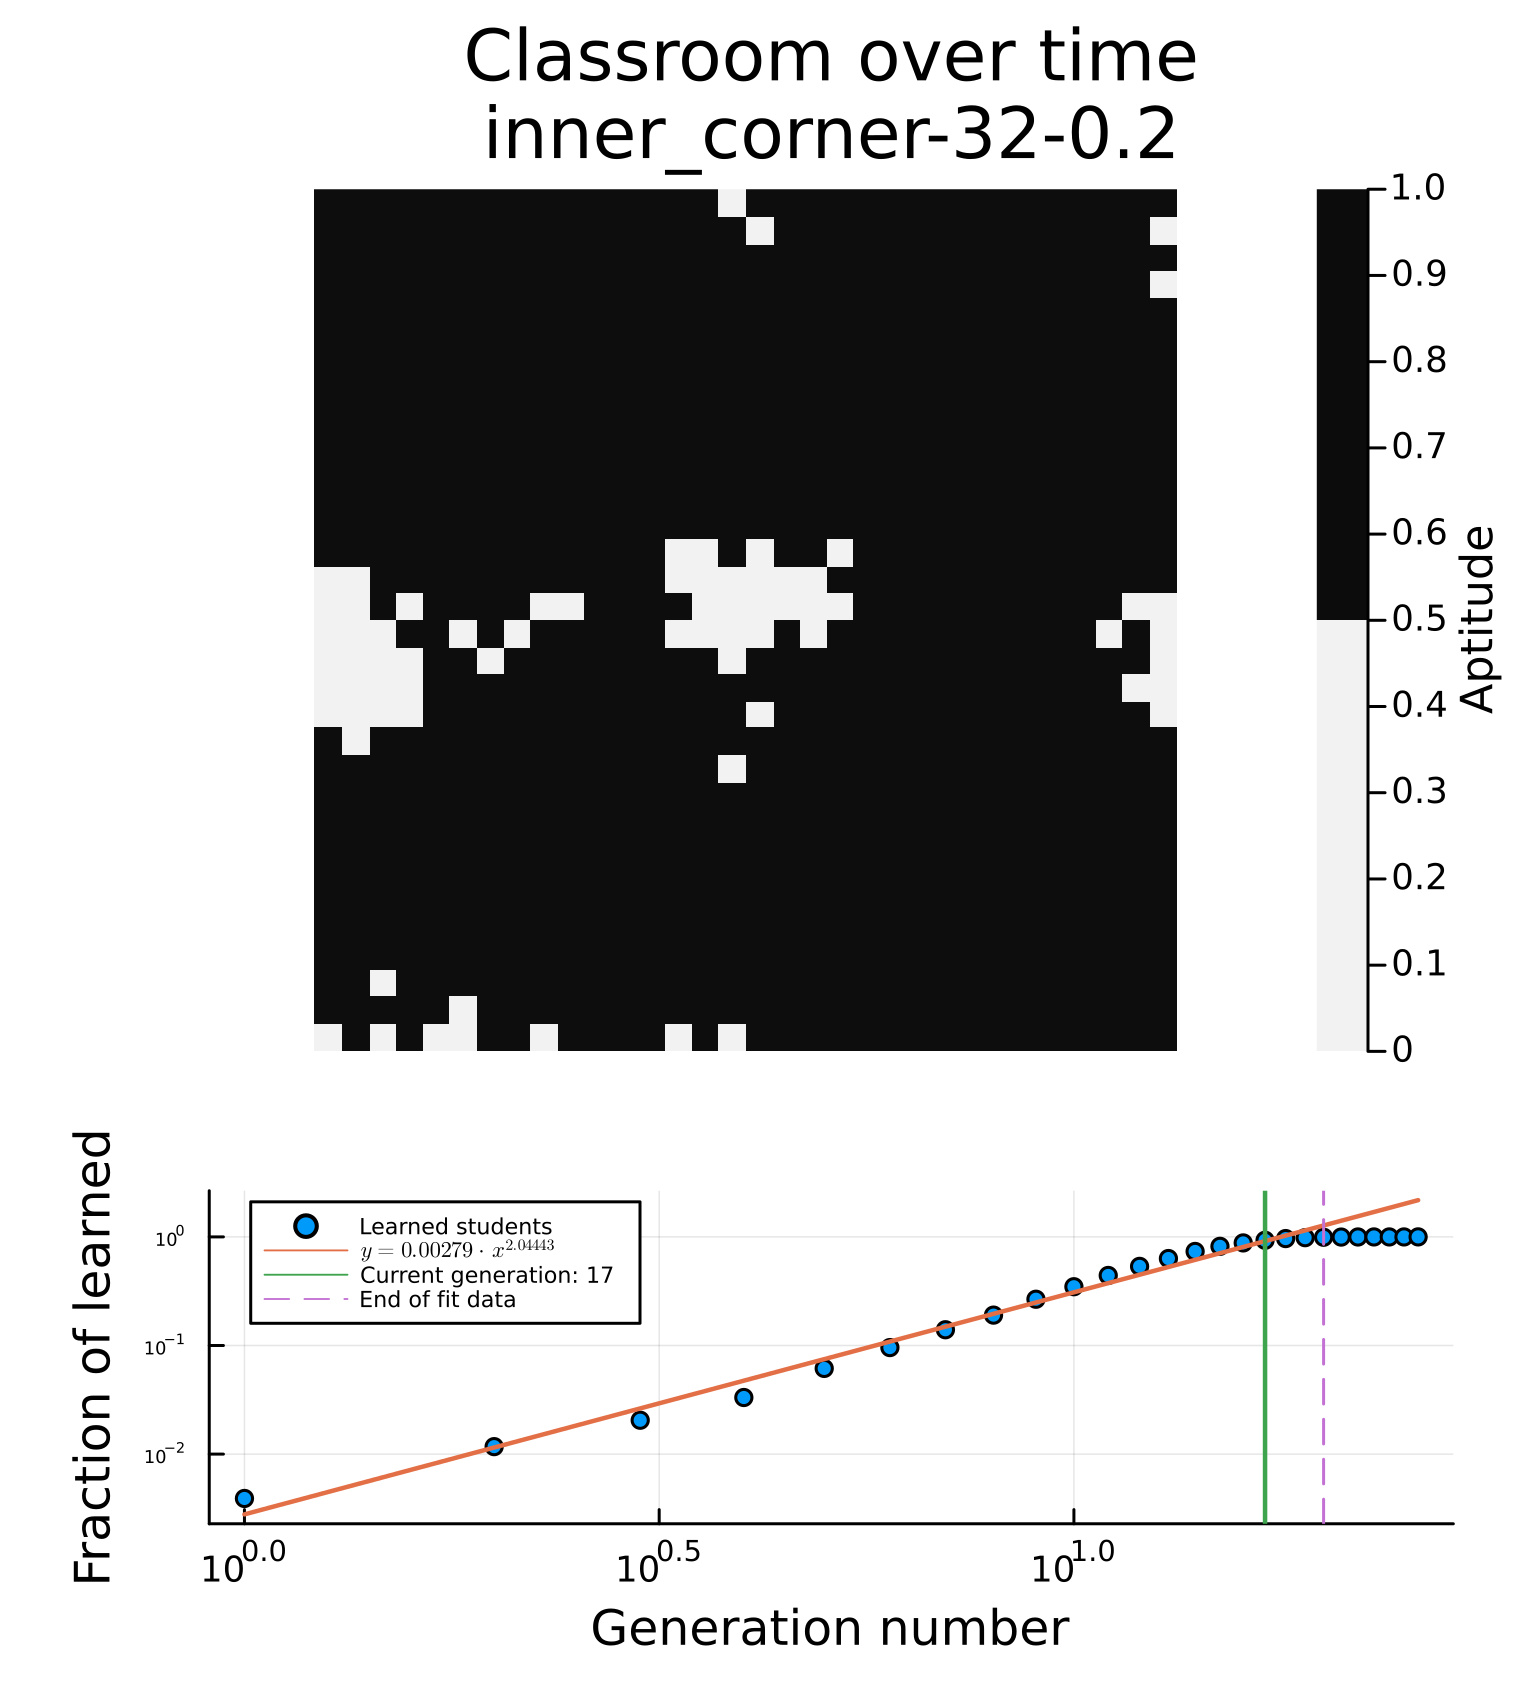 Classroom over time
inner_corner-32-0.2
1.0
0.9
0.8
0.7
0.6
0.5
0.4
0.3
0.2
0.1
0
Aptitude
Fraction of learned
10^0
10^−1
10^−2
Learned students
y = 0.00279 · x^2.04443
Current generation: 17
End of fit data
10^0.0
10^0.5
10^1.0
Generation number